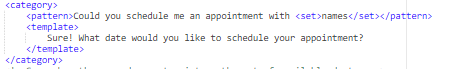 <category>
<pattern>Could you schedule me an appointment with <set>names</set></pattern>
<template>
Sure! What date would you like to schedule your appointment?
</template>
</category>